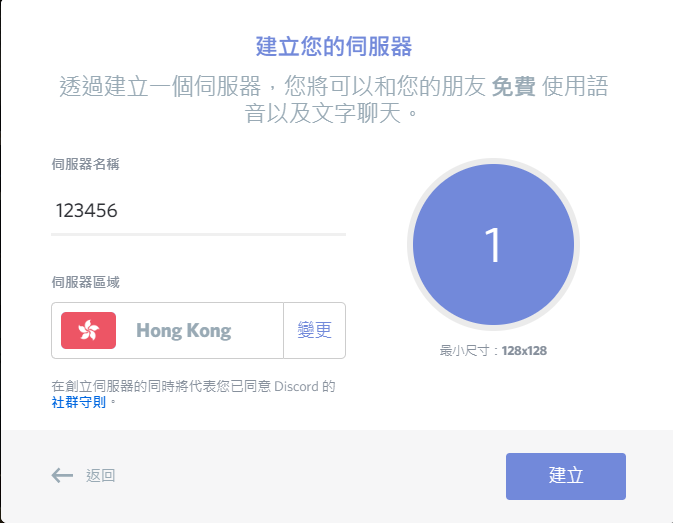 建立您的伺服器
透過建立一個伺服器，您將可以和您的朋友 免費 使用語
音以及文字聊天。
伺服器名稱
123456
1
伺服器區域
Hong Kong
變更
最小尺寸：128x128
在創立伺服器的同時將代表您已同意 Discord 的
社群守則。
返回
建立